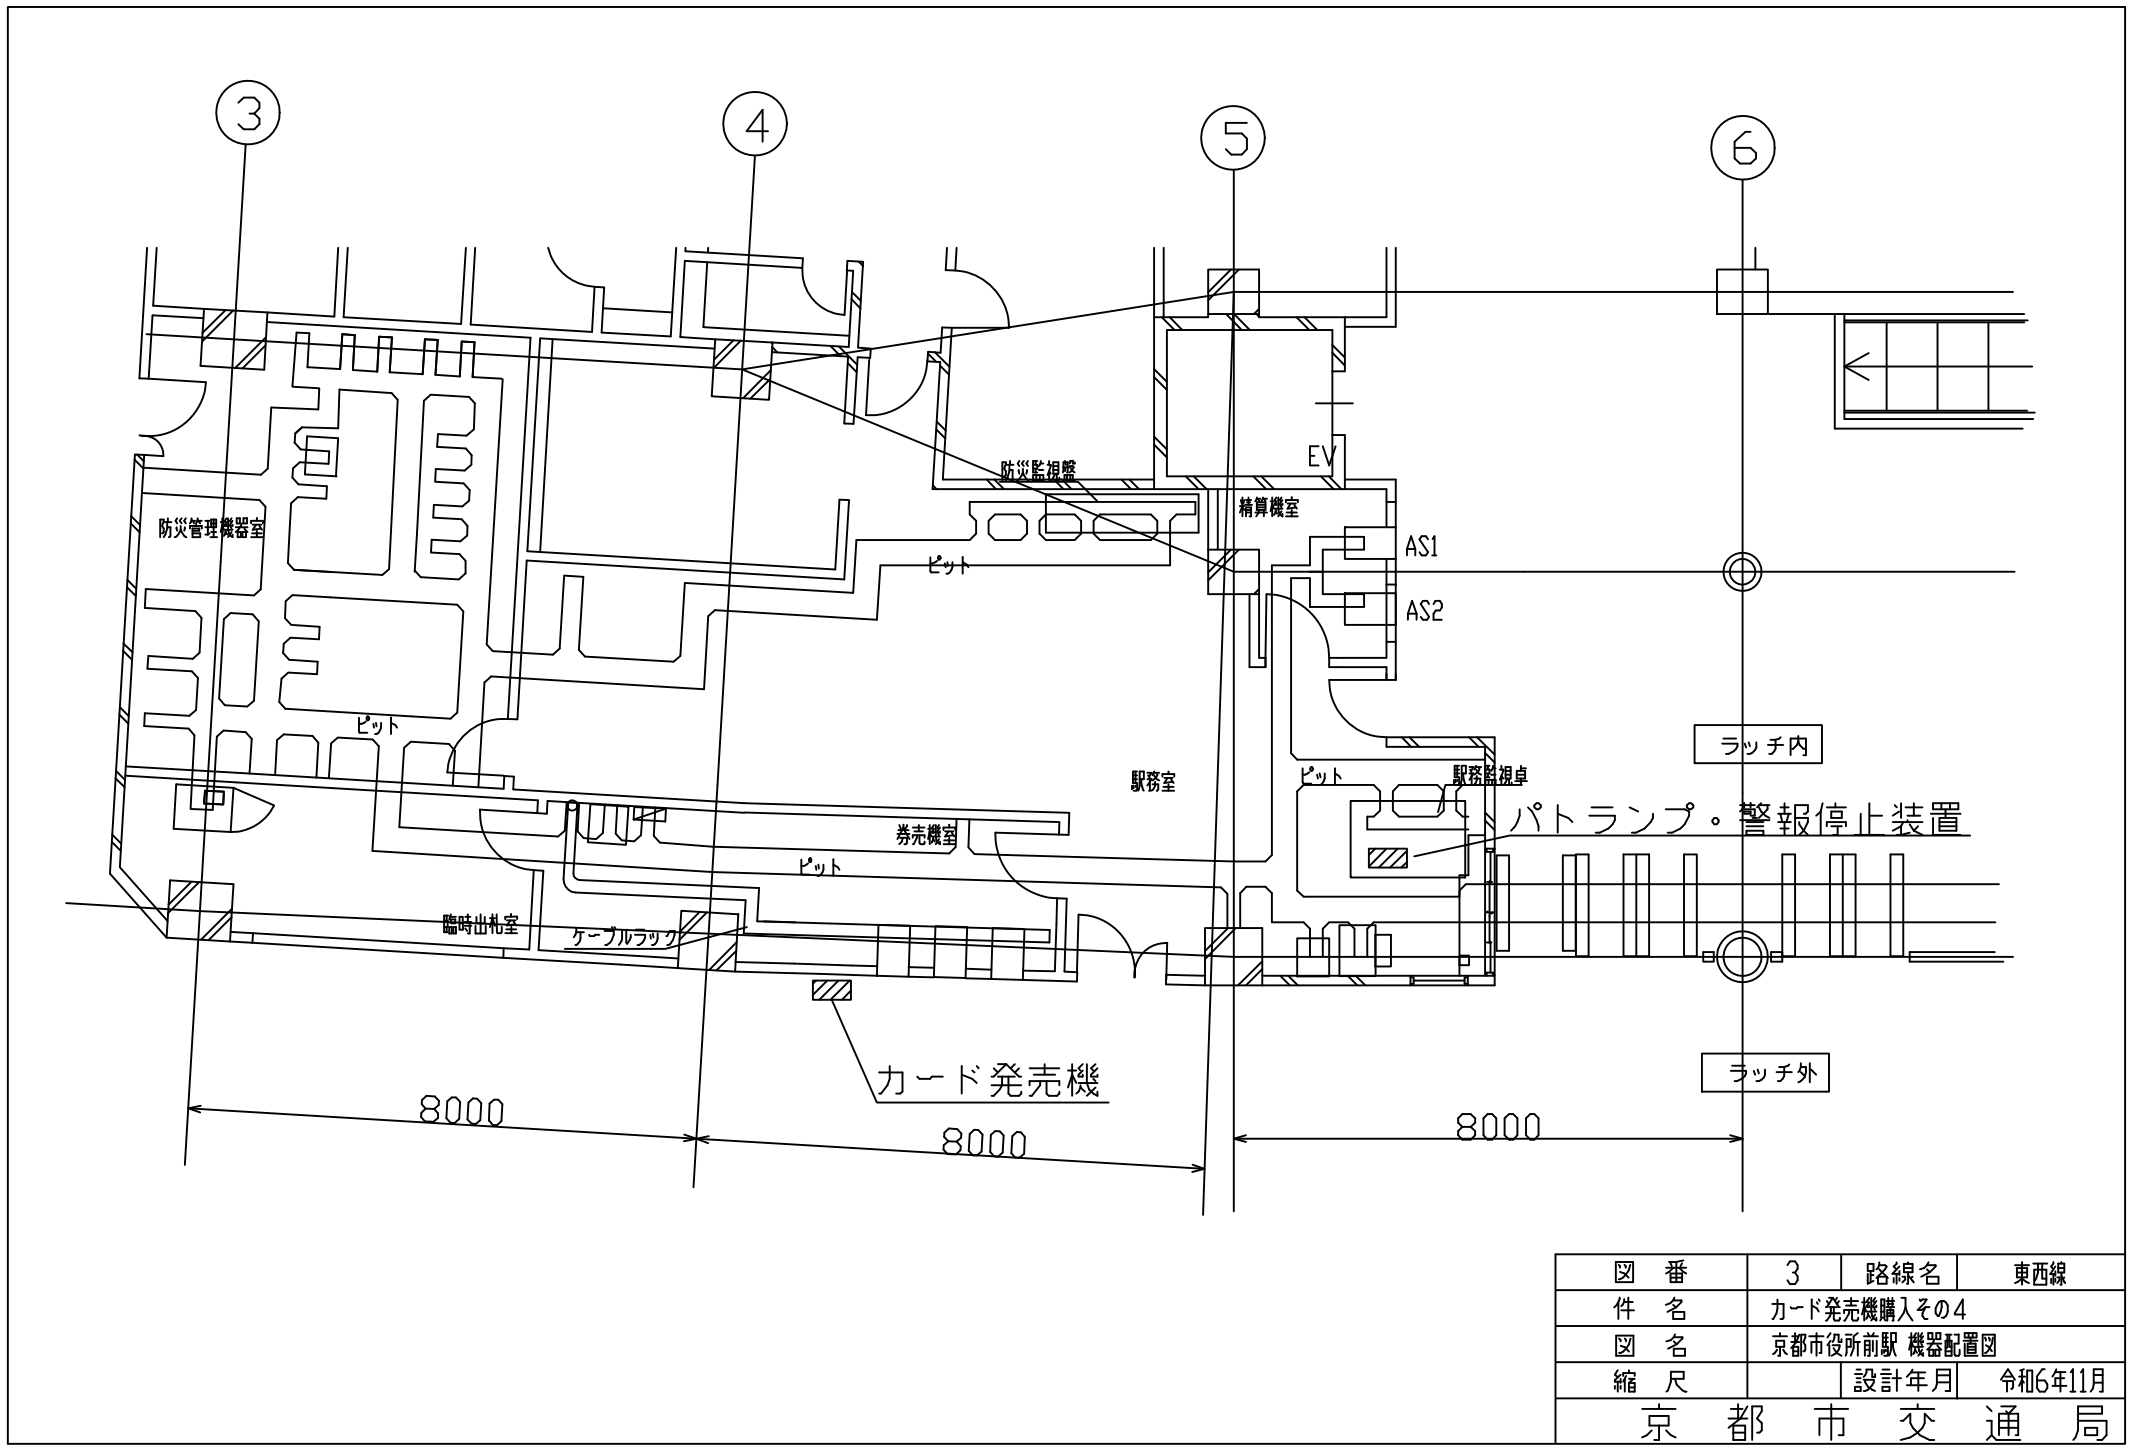 3
4
5
6
EV
防災監視盤
精算機室
防災管理機器室
AS1
ピット
AS2
ピット
ラッチ内
駅務室
ピット
駅務監視卓
パトランプ・警報停止装置
券売機室
ピット
臨時出札室
ケーブルラック
カード発売機
ラッチ外
8000
8000
8000
図 番 3 路線名 東西線
件 名 カード発売機購入その4
図 名 京都市役所前駅 機器配置図
縮 尺 設計年月 令和6年11月
京都市交通局